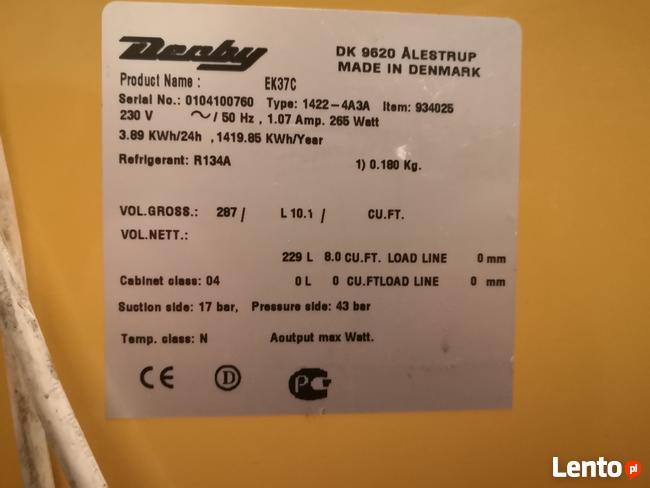 Derby
DK 9620 ÅLESTRUP
MADE IN DENMARK
Product Name : EK37C
Serial No.: 0104100760 Type: 1422-4A3A Item: 934025
230 V ~/ 50 Hz , 1.07 Amp. 265 Watt
3.89 KWh/24h ,1419.85 KWh/Year
Refrigerant: R134A 1) 0.180 Kg.
VOL.GROSS.: 287/ L 10.1/ CU.FT.
VOL.NETT.:
229 L 8.0 CU.FT. LOAD LINE 0 mm
Cabinet class: 04 0 L 0 CU.FTLOAD LINE 0 mm
Suction side: 17 bar, Pressure side: 43 bar
Temp. class: N Aoutput max Watt.
CE D PG
Lento.pl